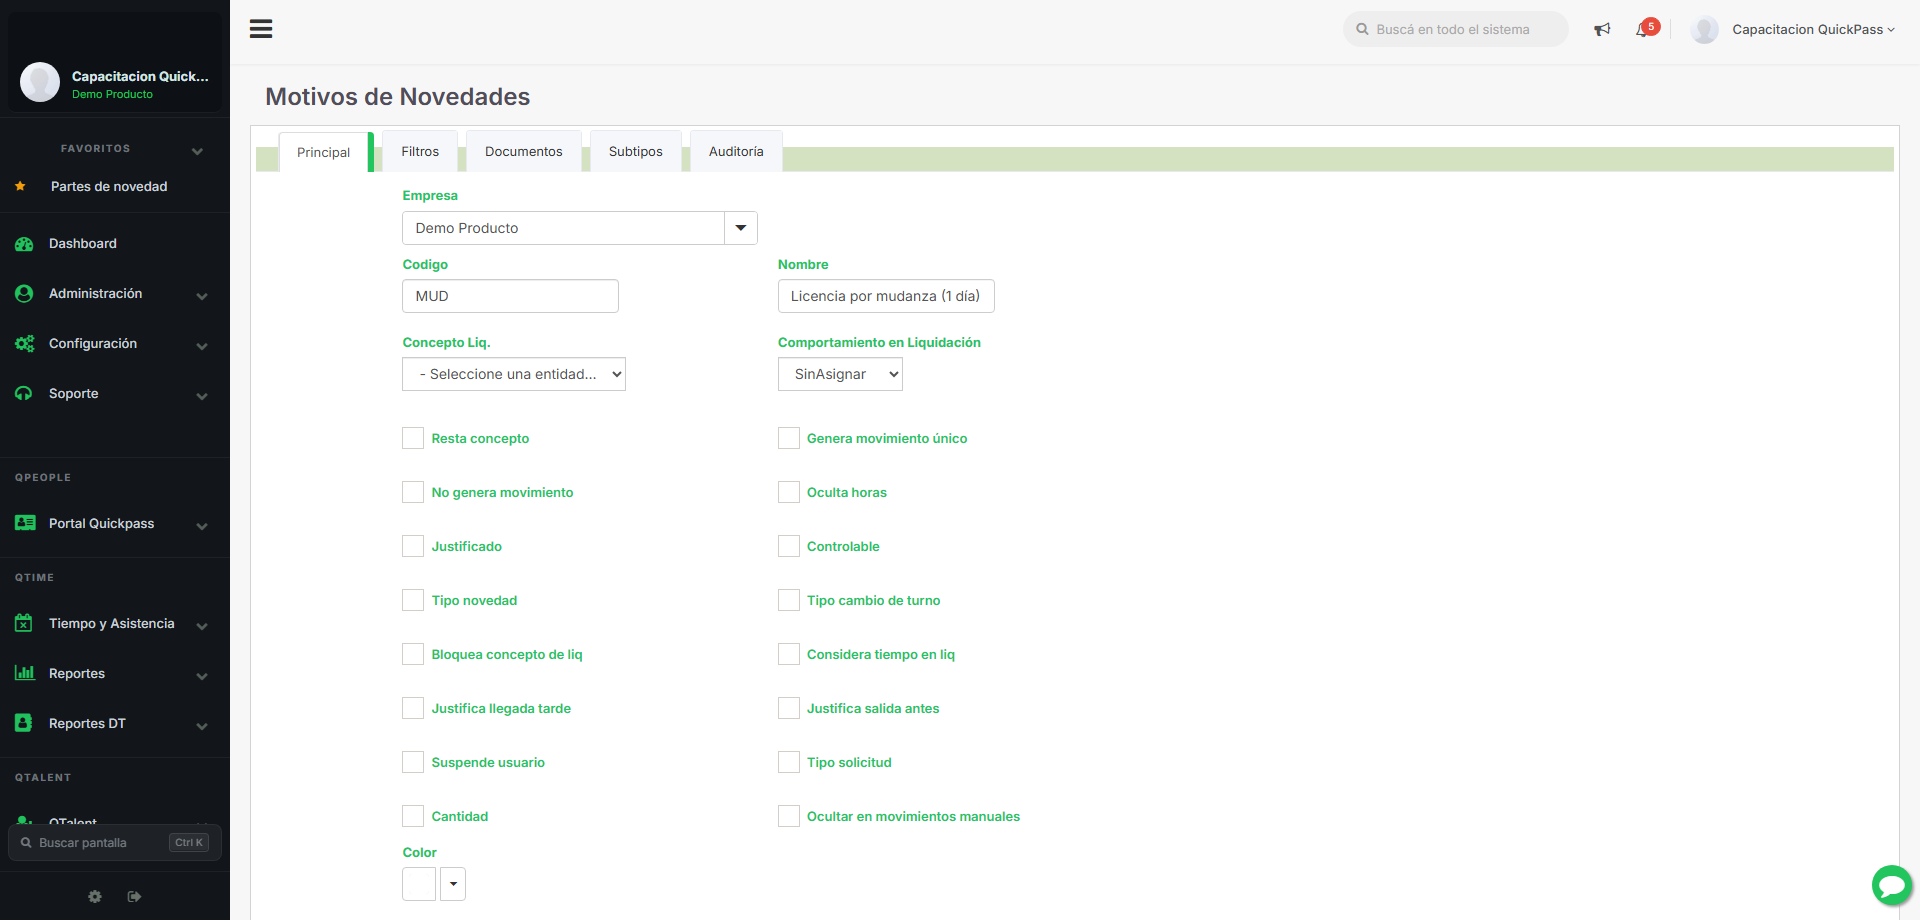 Capacitacion Quick...
Demo Producto
FAVORITOS
Partes de novedad
Dashboard
Administración
Configuración
Soporte
QPEOPLE
Portal Quickpass
QTIME
Tiempo y Asistencia
Reportes
Reportes DT
QTALENT
QTalent
Buscar pantalla
Ctrl K
Buscá en todo el sistema
5
Capacitacion QuickPass
Motivos de Novedades
Principal
Filtros
Documentos
Subtipos
Auditoría
Empresa
Demo Producto
Codigo
Nombre
MUD
Licencia por mudanza (1 día)
Concepto Liq.
Comportamiento en Liquidación
- Seleccione una entidad...
SinAsignar
Resta concepto
Genera movimiento único
No genera movimiento
Oculta horas
Justificado
Controlable
Tipo novedad
Tipo cambio de turno
Bloquea concepto de liq
Considera tiempo en liq
Justifica llegada tarde
Justifica salida antes
Suspende usuario
Tipo solicitud
Cantidad
Ocultar en movimientos manuales
Color